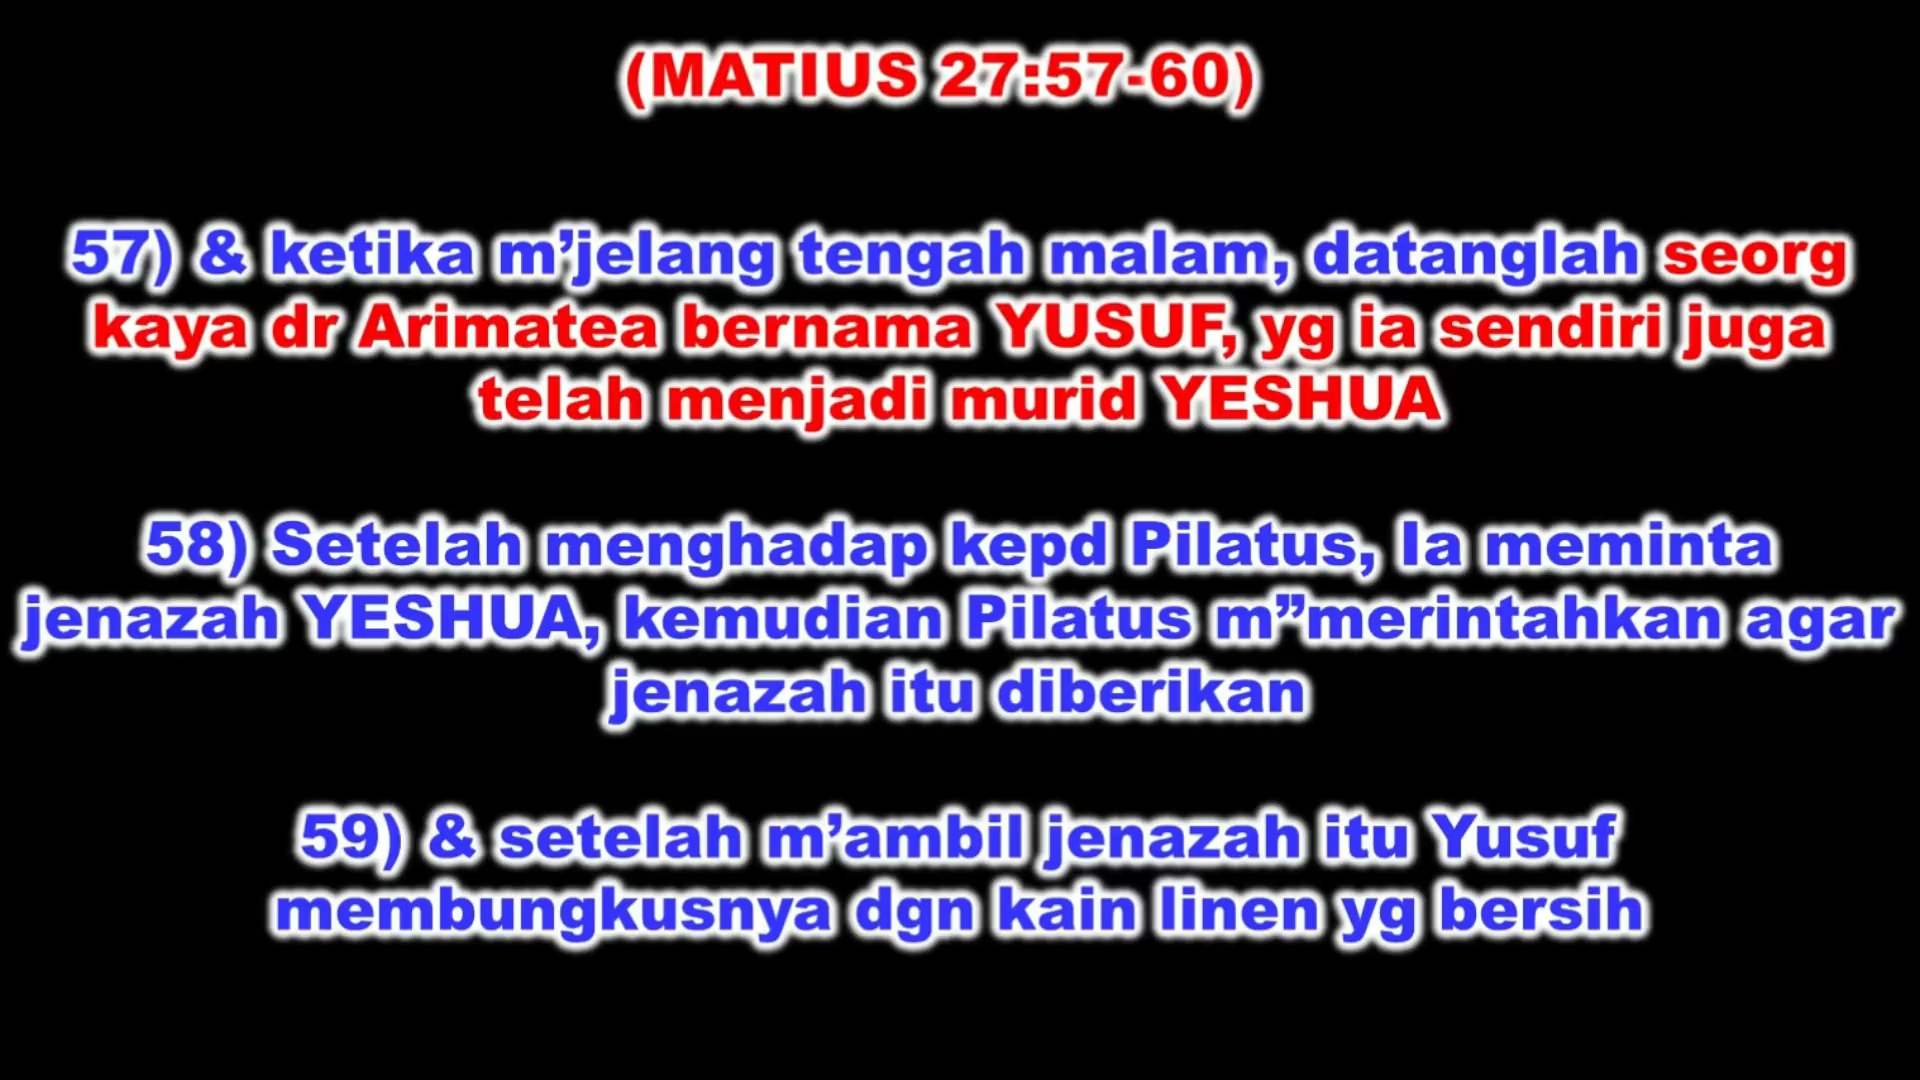 (MATIUS 27:57-60)
57) & ketika m’jelang tengah malam, datanglah seorg
kaya dr Arimatea bernama YUSUF, yg ia sendiri juga
telah menjadi murid YESHUA
58) Setelah menghadap kepd Pilatus, Ia meminta
jenazah YESHUA, kemudian Pilatus m”merintahkan agar
jenazah itu diberikan
59) & setelah m’ambil jenazah itu Yusuf
membungkusnya dgn kain linen yg bersih